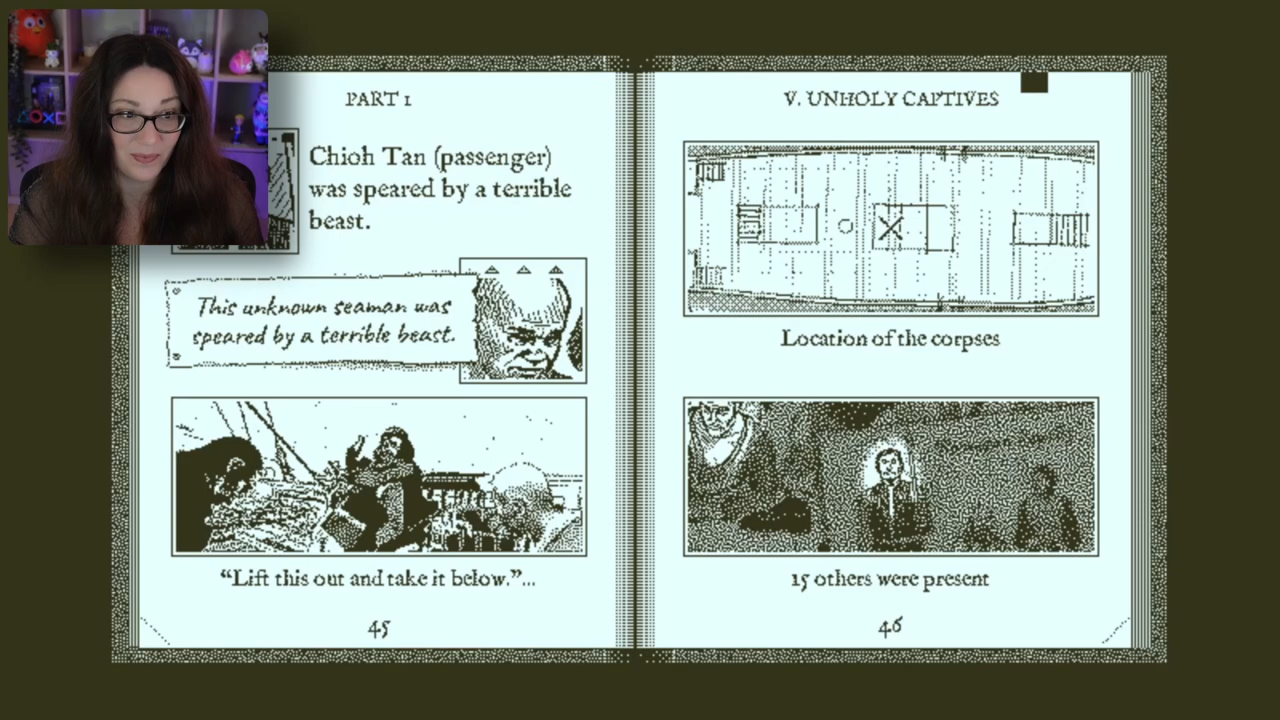 PART 1
Chioh Tan (passenger)
was speared by a terrible
beast.
This unknown seaman was
speared by a terrible beast.
“Lift this out and take it below.”...
45
V. UNHOLY CAPTIVES
Location of the corpses
15 others were present
46